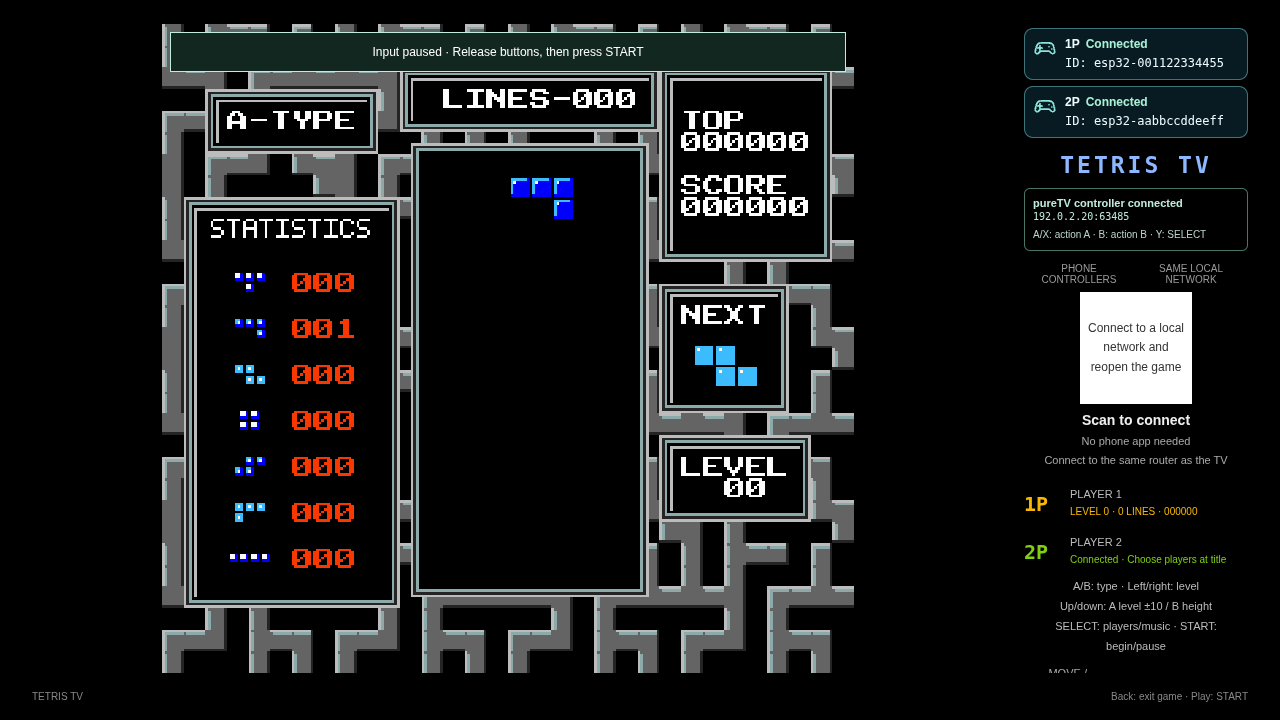 Input paused · Release buttons, then press START
A-TYPE
LINES-000
TOP
000000
SCORE
000000
STATISTICS
000
001
000
000
000
000
000
NEXT
LEVEL
00
1P Connected
ID: esp32-001122334455
2P Connected
ID: esp32-aabbccddeeff
TETRIS TV
pureTV controller connected
192.0.2.20:63485
A/X: action A · B: action B · Y: SELECT
PHONE CONTROLLERS
SAME LOCAL NETWORK
Connect to a local
network and
reopen the game
Scan to connect
No phone app needed
Connect to the same router as the TV
1P
PLAYER 1
LEVEL 0 · 0 LINES · 000000
2P
PLAYER 2
Connected · Choose players at title
A/B: type · Left/right: level
Up/down: A level ±10 / B height
SELECT: players/music · START:
begin/pause
MOVE /
TETRIS TV
Back: exit game · Play: START